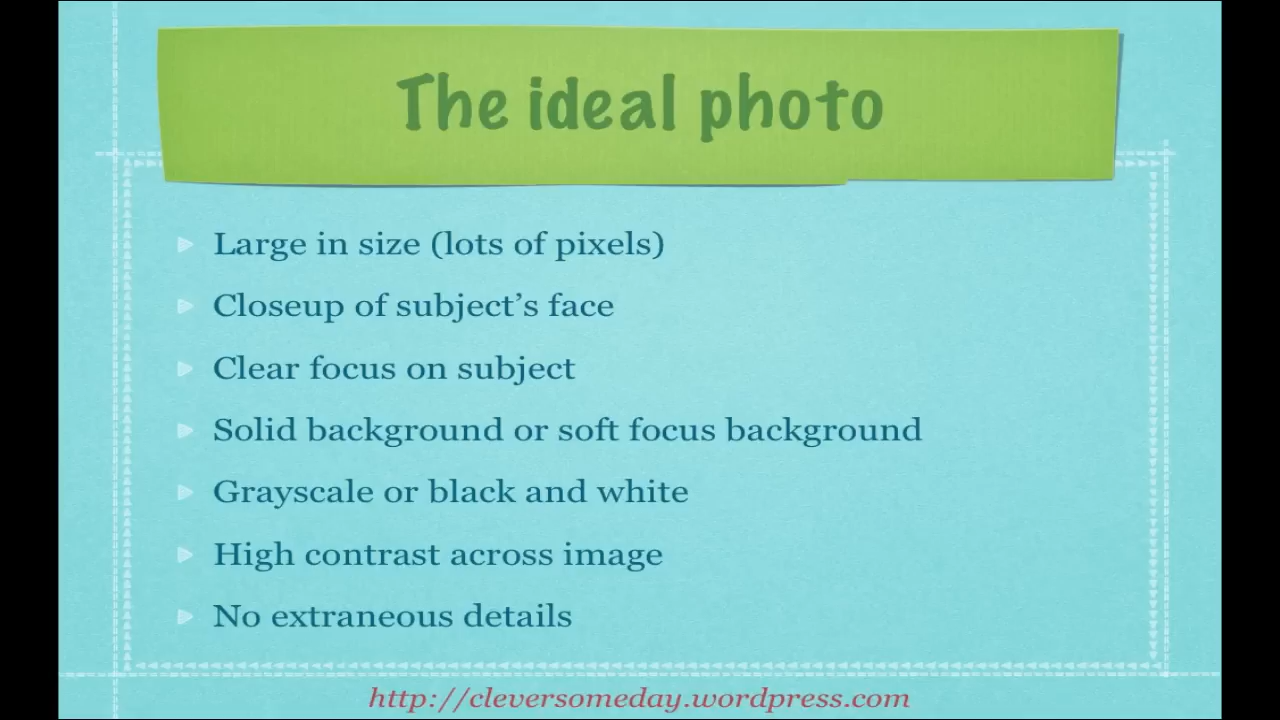 The ideal photo
Large in size (lots of pixels)
Closeup of subject’s face
Clear focus on subject
Solid background or soft focus background
Grayscale or black and white
High contrast across image
No extraneous details
http://cleversomeday.wordpress.com